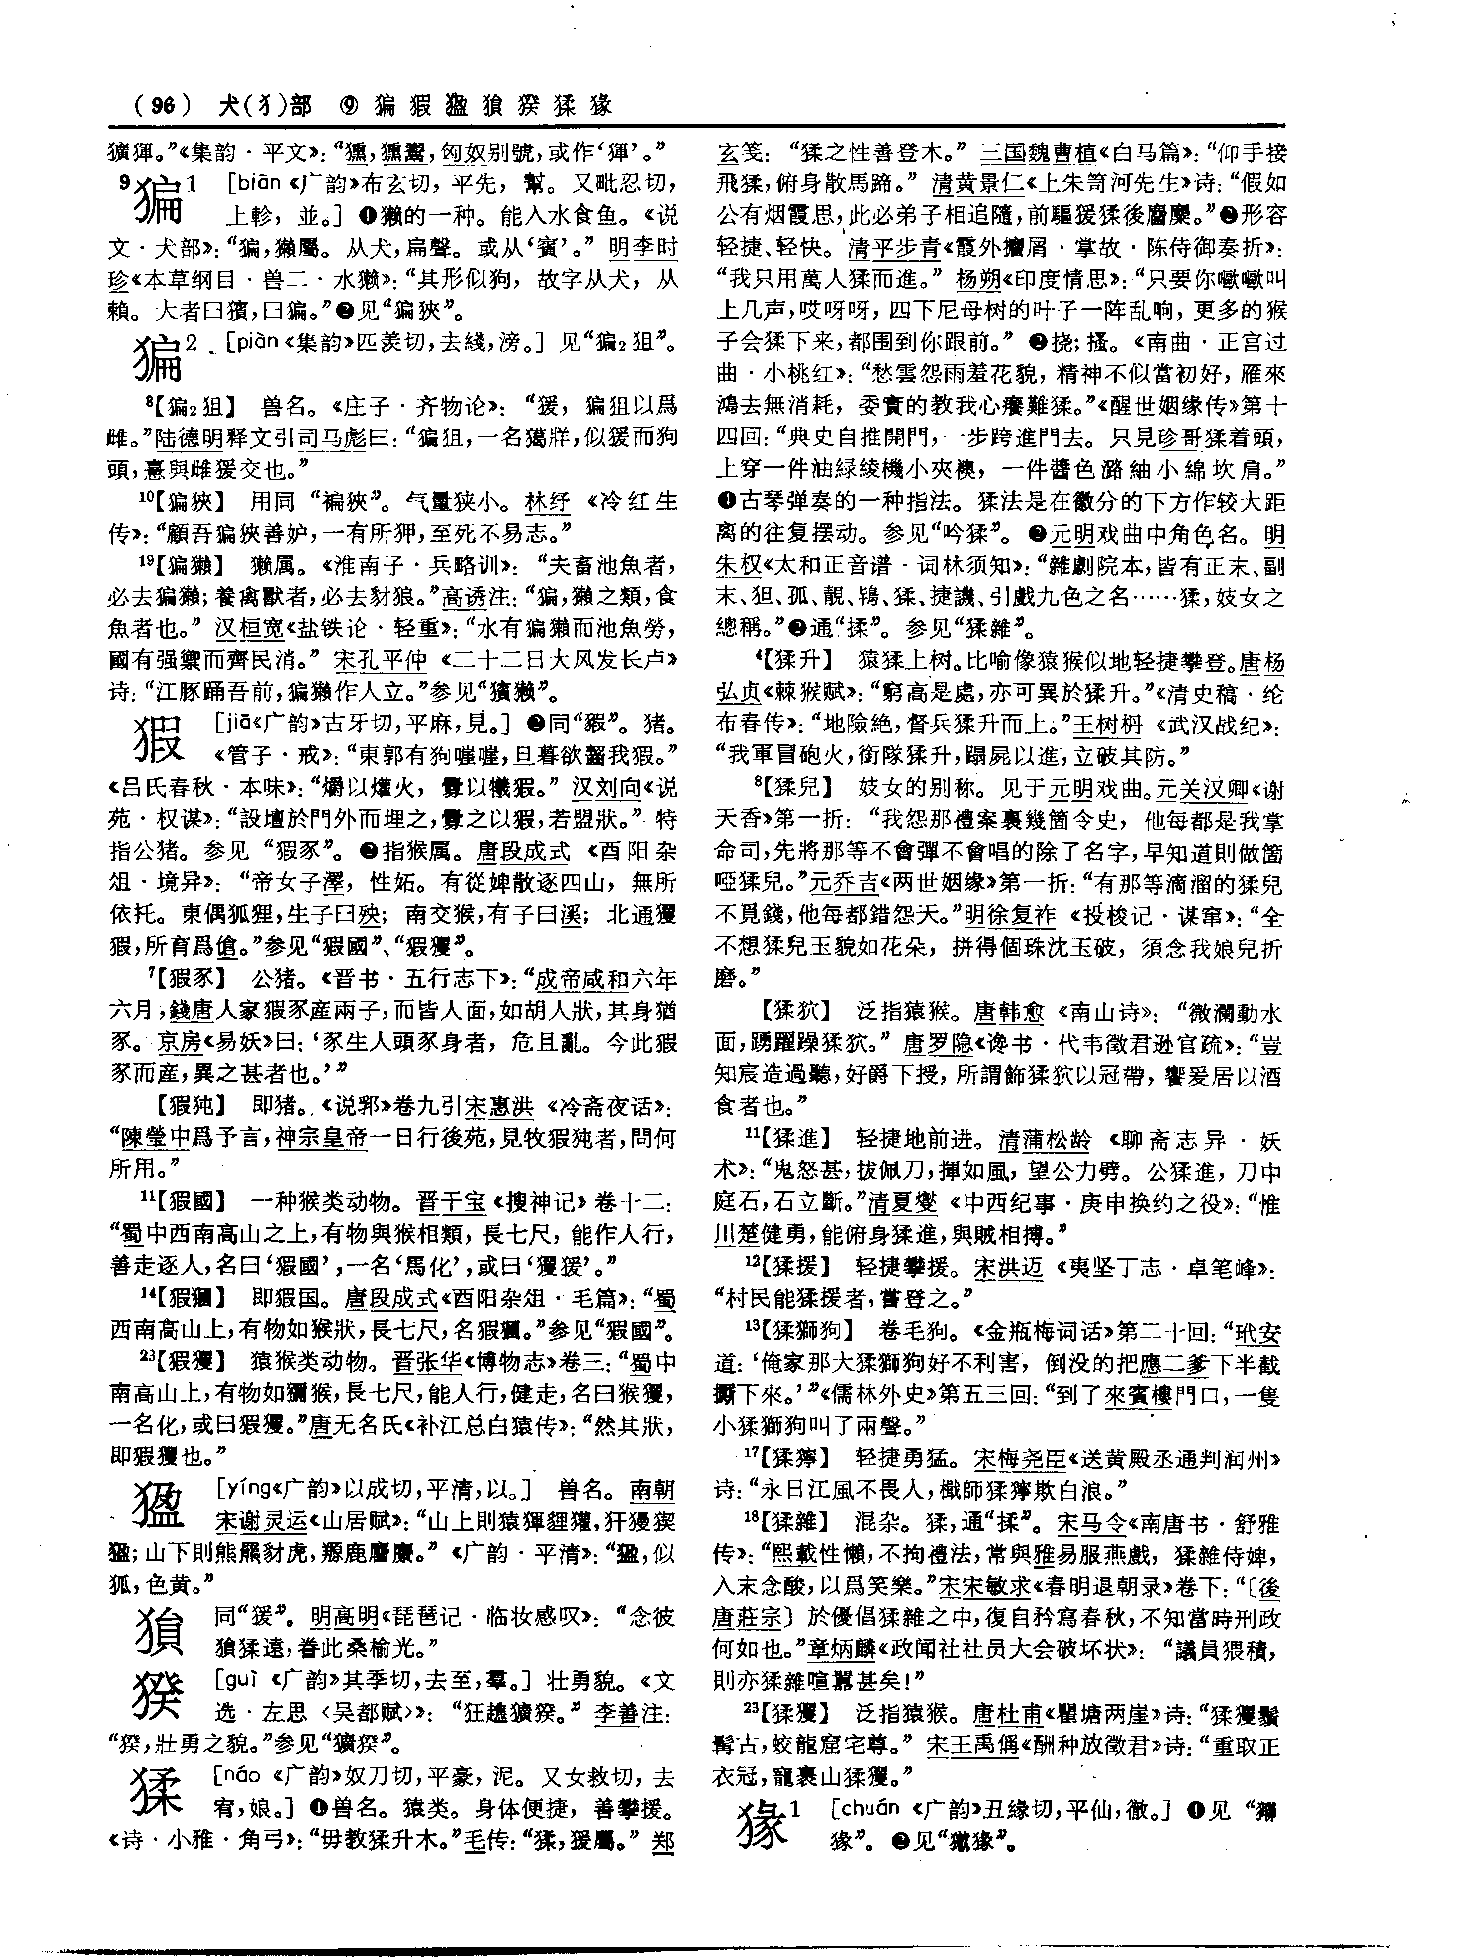 (96) 犬(犭)部 ⑨ 猵猳猛㺔猤猱猭
獷獋。”《集韵·平文》：“獯，獯鬻，匈奴别號，或作‘獋’。”
9猵1 [biān《广韵》布玄切，平先，幫。又毗忍切，
上軫，並。] ❶獭的一种。能入水食鱼。《说
文·犬部》：“猵，獺屬。从犬，扁聲。或从‘賓’。” 明李时
珍《本草纲目·兽二·水獭》：“其形似狗，故字从犬，从
賴。大者曰獱，曰猵。”❷见“猵狹”。
猵2 [piàn《集韵》匹羡切，去綫，滂。] 见“猵₂狙”。
8【猵₂狙】 兽名。《庄子·齐物论》：“猨，猵狙以爲
雌。”陆德明释文引司马彪曰：“猵狙，一名獦牂，似猨而狗
頭，憙與雌猨交也。”
10【猵狹】 用同“褊狹”。气量狭小。林纾《冷红生
传》：“顧吾猵狹善妒，一有所狎，至死不易志。”
19【猵獺】 獭属。《淮南子·兵略训》：“夫畜池魚者，
必去猵獺；養禽獸者，必去豺狼。”高诱注：“猵，獺之類，食
魚者也。” 汉桓宽《盐铁论·轻重》：“水有猵獺而池魚勞，
國有强禦而齊民消。” 宋孔平仲《二十二日大风发长卢》
诗：“江豚踊吾前，猵獺作人立。”参见“獱獺”。
猳 [jiā《广韵》古牙切，平麻，見。] ❶同“豭”。猪。
《管子·戒》：“東郭有狗嘊嘊，旦暮欲齧我猳。”
《吕氏春秋·本味》：“爝以爟火，釁以犧猳。” 汉刘向《说
苑·权谋》：“設壇於門外而埋之，釁之以猳，若盟狀。” 特
指公猪。参见“猳豕”。❷指猴属。唐段成式《酉阳杂
俎·境异》：“帝女子澤，性妬。有從婢散逐四山，無所
依托。東偶狐狸，生子曰殃；南交猴，有子曰溪；北通玃
猳，所育爲傖。”参见“猳國”、“猳玃”。
7【猳豕】 公猪。《晋书·五行志下》：“成帝咸和六年
六月，錢唐人家猳豕産兩子，而皆人面，如胡人狀，其身猶
豕。京房《易妖》曰：‘豕生人頭豕身者，危且亂。今此猳
豕而産，異之甚者也。’”
【猳㹠】 即猪。《说郛》卷九引宋惠洪《冷斋夜话》：
“陳瑩中爲予言，神宗皇帝一日行後苑，見牧猳㹠者，問何
所用。”
11【猳國】 一种猴类动物。晋干宝《搜神记》卷十二：
“蜀中西南高山之上，有物與猴相類，長七尺，能作人行，
善走逐人，名曰‘猳國’，一名‘馬化’，或曰‘玃猨’。”
14【猳𤡔】 即猳国。唐段成式《酉阳杂俎·毛篇》：“蜀
西南高山上，有物如猴狀，長七尺，名猳𤡔。”参见“猳國”。
23【猳玃】 猿猴类动物。晋张华《博物志》卷三：“蜀中
南高山上，有物如獼猴，長七尺，能人行，健走，名曰猴玃，
一名化，或曰猳玃。”唐无名氏《补江总白猿传》：“然其狀，
即猳玃也。”
㹵 [yíng《广韵》以成切，平清，以。] 兽名。南朝
宋谢灵运《山居赋》：“山上則猿獋貍獾，犴獌猰
㹵；山下則熊羆豺虎，羱鹿麕麖。”《广韵·平清》：“㹵，似
狐，色黄。”
㺔 同“猿”。明高明《琵琶记·临妆感叹》：“念彼
㺔猱遠，眷此桑榆光。”
猤 [guì《广韵》其季切，去至，羣。] 壮勇貌。《文
选·左思〈吴都赋〉》：“狂趭獷猤。” 李善注：
“猤，壯勇之貌。”参见“獷猤”。
猱 [náo《广韵》奴刀切，平豪，泥。又女救切，去
宥，娘。] ❶兽名。猿类。身体便捷，善攀援。
《诗·小雅·角弓》：“毋教猱升木。”毛传：“猱，猨屬。” 郑
玄笺：“猱之性善登木。” 三国魏曹植《白马篇》：“仰手接
飛猱，俯身散馬蹄。” 清黄景仁《上朱笥河先生》诗：“假如
公有烟霞思，此必弟子相追隨，前驅猨猱後麕麋。”❷形容
轻捷、轻快。清平步青《霞外攟屑·掌故·陈侍御奏折》：
“我只用萬人猱而進。” 杨朔《印度情思》：“只要你噷噷叫
上几声，哎呀呀，四下尼母树的叶子一阵乱响，更多的猴
子会猱下来，都围到你跟前。” ❸挠；搔。《南曲·正宫过
曲·小桃红》：“愁雲怨雨羞花貌，精神不似當初好，雁來
鴻去無消耗，委實的教我心癢難猱。”《醒世姻缘传》第十
四回：“典史自推開門，一步跨進門去。只見珍哥猱着頭，
上穿一件油緑綾機小夾襖，一件醬色潞紬小綿坎肩。”
❹古琴弹奏的一种指法。猱法是在徽分的下方作较大距
离的往复摆动。参见“吟猱”。❺元明戏曲中角色名。明
朱权《太和正音谱·词林须知》：“雜劇院本，皆有正末、副
末、狚、孤、靚、鴇、猱、捷譏、引戲九色之名……猱，妓女之
總稱。”❻通“揉”。参见“猱雜”。
4【猱升】 猿猱上树。比喻像猿猴似地轻捷攀登。唐杨
弘贞《棘猴赋》：“窮高是處，亦可異於猱升。”《清史稿·纶
布春传》：“地險絶，督兵猱升而上。”王树枏《武汉战纪》：
“我軍冒砲火，銜隊猱升，蹋屍以進，立破其防。”
8【猱兒】 妓女的别称。见于元明戏曲。元关汉卿《谢
天香》第一折：“我怨那禮案裏幾箇令史，他每都是我掌
命司，先將那等不會彈不會唱的除了名字，早知道則做箇
啞猱兒。”元乔吉《两世姻缘》第一折：“有那等滴溜的猱兒
不覓錢，他每都錯怨天。”明徐复祚《投梭记·谋窜》：“全
不想猱兒玉貌如花朵，拼得個珠沈玉破，須念我娘兒折
磨。”
【猱狖】 泛指猿猴。唐韩愈《南山诗》：“微瀾動水
面，踴躍躁猱狖。” 唐罗隐《谗书·代韦徵君逊官疏》：“豈
知宸造過聽，好爵下授，所謂飾猱狖以冠帶，饗爰居以酒
食者也。”
11【猱進】 轻捷地前进。清蒲松龄《聊斋志异·妖
术》：“鬼怒甚，拔佩刀，揮如風，望公力劈。公猱進，刀中
庭石，石立斷。”清夏燮《中西纪事·庚申换约之役》：“惟
川楚健勇，能俯身猱進，與賊相搏。”
12【猱援】 轻捷攀援。宋洪迈《夷坚丁志·卓笔峰》：
“村民能猱援者，嘗登之。”
13【猱獅狗】 卷毛狗。《金瓶梅词话》第二十回：“玳安
道：‘俺家那大猱獅狗好不利害，倒没的把應二爹下半截
撕下來。’”《儒林外史》第五三回：“到了來賓樓門口，一隻
小猱獅狗叫了兩聲。”
17【猱獰】 轻捷勇猛。宋梅尧臣《送黄殿丞通判润州》
诗：“永日江風不畏人，檝師猱獰欺白浪。”
18【猱雜】 混杂。猱，通“揉”。宋马令《南唐书·舒雅
传》：“熙載性懶，不拘禮法，常與雅易服燕戲，猱雜侍婢，
入末念酸，以爲笑樂。”宋宋敏求《春明退朝录》卷下：“〔後
唐莊宗〕於優倡猱雜之中，復自矜寫春秋，不知當時刑政
何如也。”章炳麟《政闻社社员大会破坏状》：“議員猥積，
則亦猱雜喧囂甚矣！”
23【猱玃】 泛指猿猴。唐杜甫《瞿塘两崖》诗：“猱玃鬚
髯古，蛟龍窟宅尊。” 宋王禹偁《酬种放徵君》诗：“重取正
衣冠，寵裹山猱玃。”
猭1 [chuán《广韵》丑緣切，平仙，徹。] ❶见“獑
猭”。❷见“獵猭”。